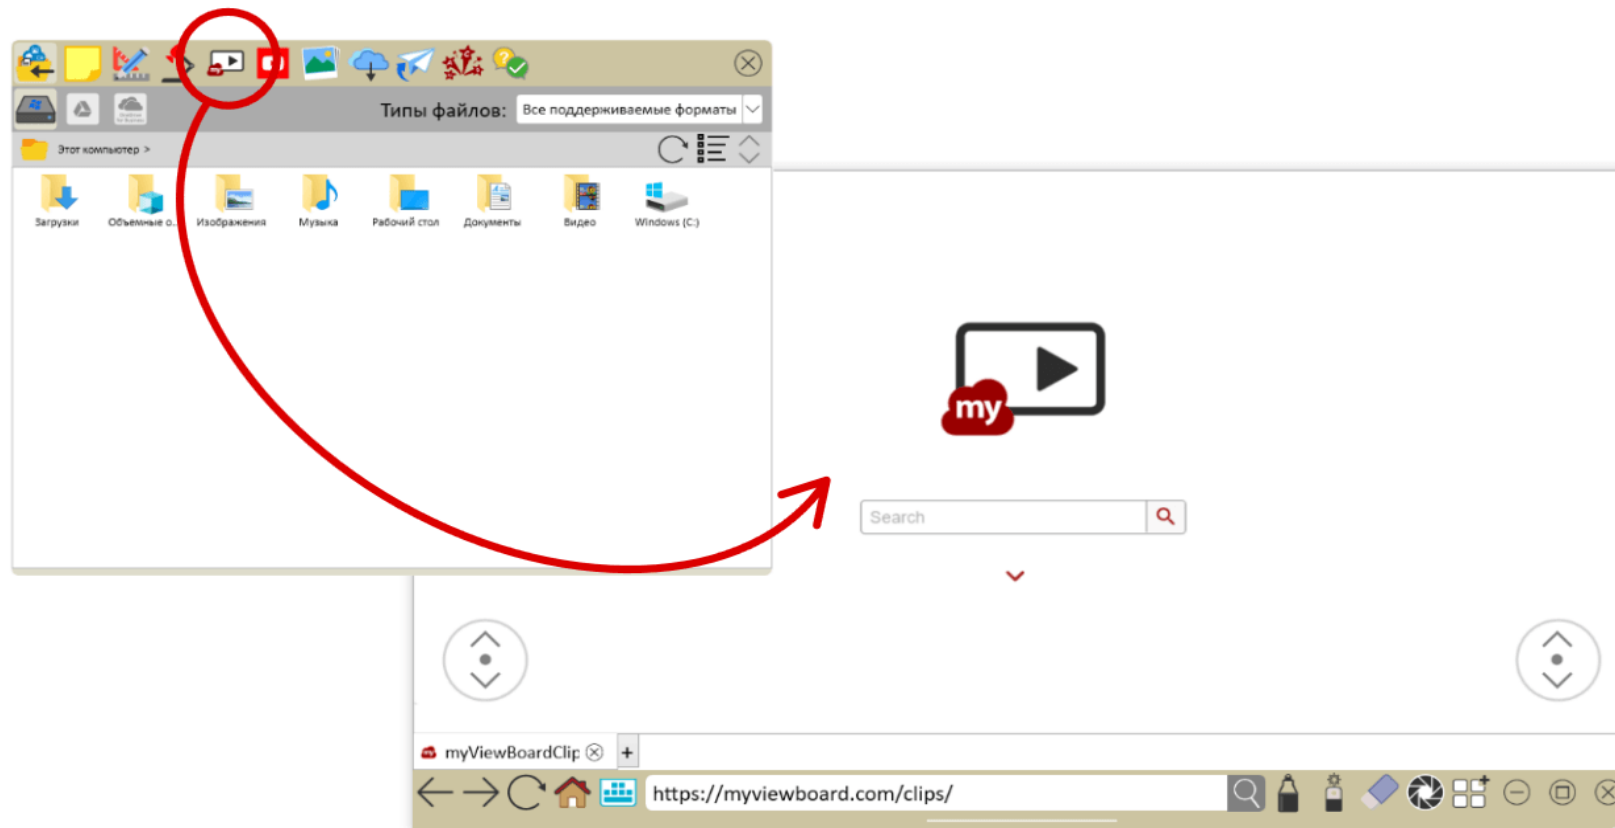 Типы файлов: Все поддерживаемые форматы
Этот компьютер >
Загрузки
Объемные о...
Изображения
Музыка
Рабочий стол
Документы
Видео
Windows (C:)
my
Search
myViewBoardClip
https://myviewboard.com/clips/